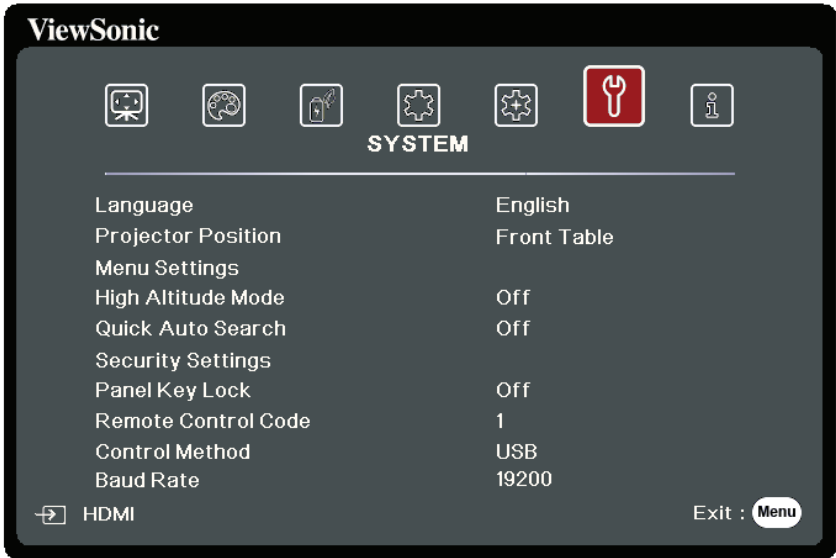 ViewSonic
SYSTEM
Language English
Projector Position Front Table
Menu Settings
High Altitude Mode Off
Quick Auto Search Off
Security Settings
Panel Key Lock Off
Remote Control Code 1
Control Method USB
Baud Rate 19200
HDMI Exit : Menu